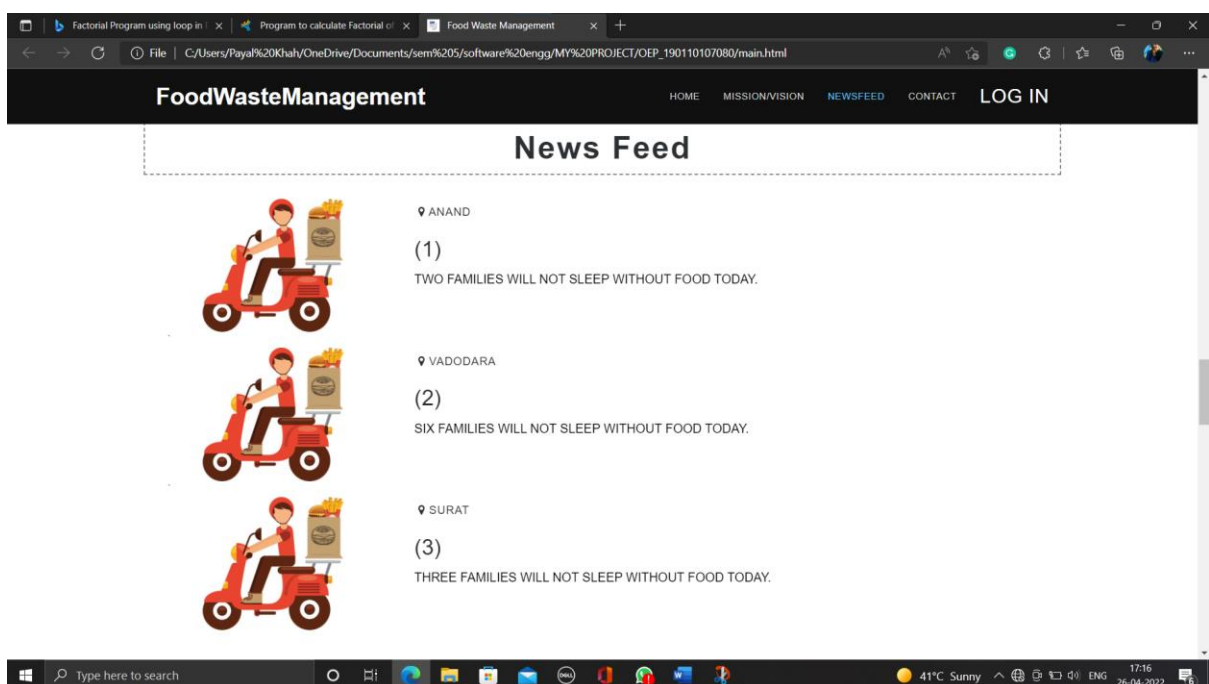 Factorial Program using loop in
Program to calculate Factorial of
Food Waste Management
File
C:/Users/Payal%20Khah/OneDrive/Documents/sem%205/software%20engg/MY%20PROJECT/OEP_190110107080/main.html
FoodWasteManagement
HOME MISSION/VISION NEWSFEED CONTACT LOG IN
News Feed
ANAND
(1)
TWO FAMILIES WILL NOT SLEEP WITHOUT FOOD TODAY.
VADODARA
(2)
SIX FAMILIES WILL NOT SLEEP WITHOUT FOOD TODAY.
SURAT
(3)
THREE FAMILIES WILL NOT SLEEP WITHOUT FOOD TODAY.
Type here to search
41°C Sunny
ENG
17:16
26-04-2022